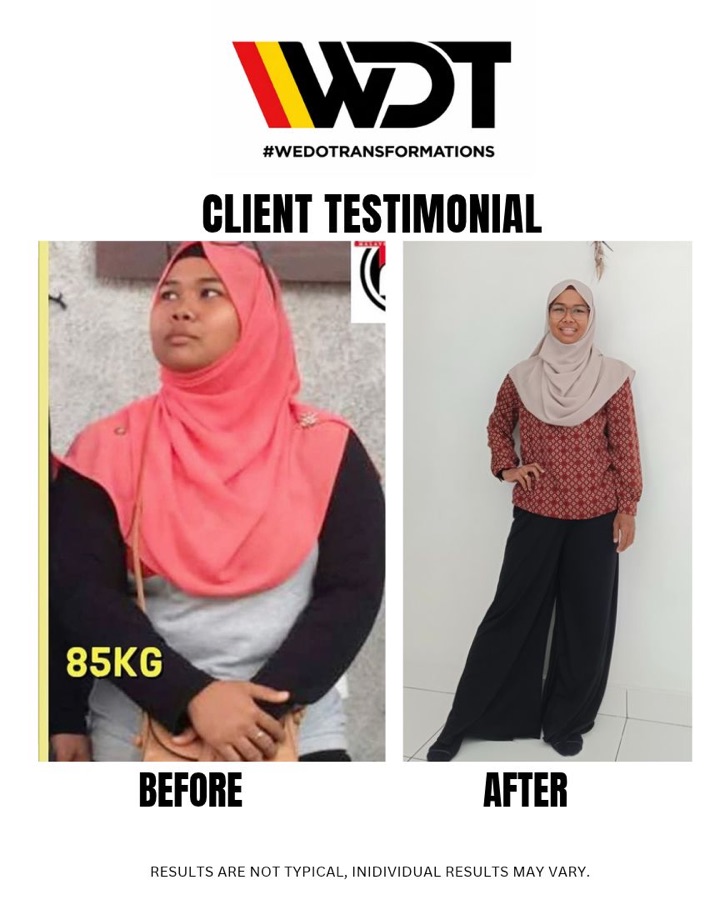 WDT
#WEDOTRANSFORMATIONS
CLIENT TESTIMONIAL
85KG
BEFORE
AFTER
RESULTS ARE NOT TYPICAL, INIDIVIDUAL RESULTS MAY VARY.